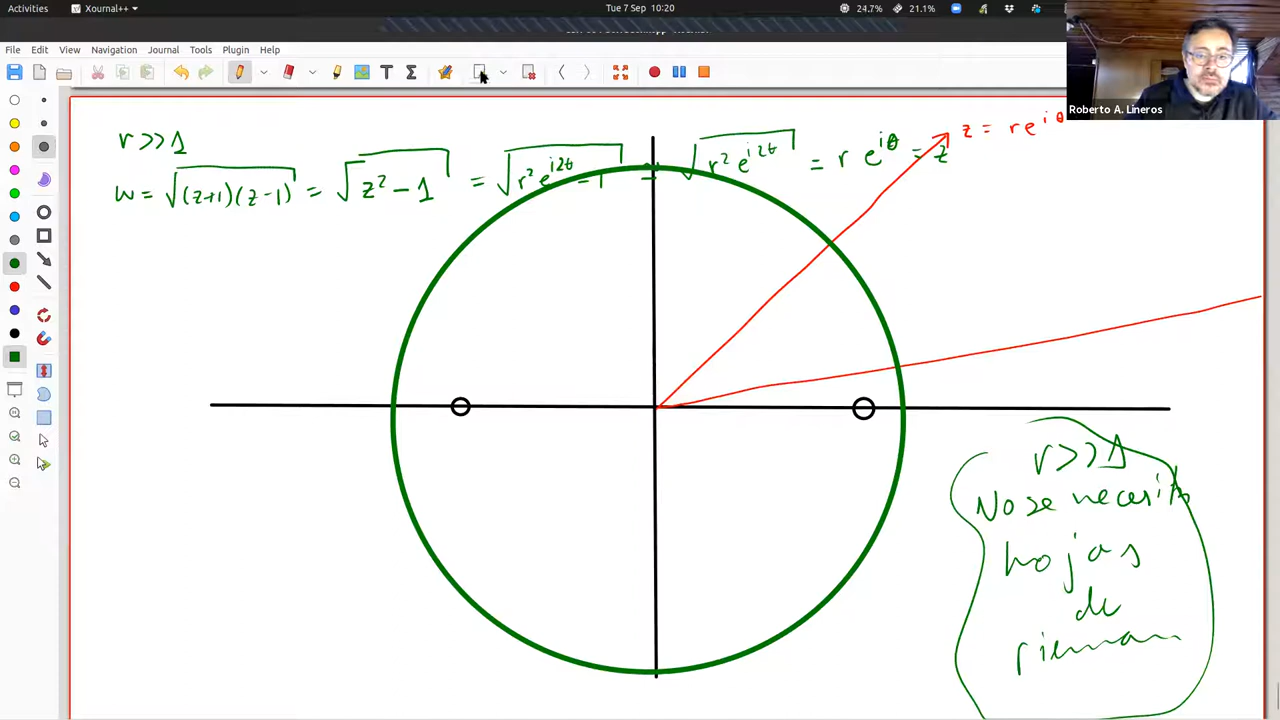 Activities
Xournal++
Tue 7 Sep 10:20
24.7%
21.1%
File Edit View Navigation Journal Tools Plugin Help
Roberto A. Lineros
r >> 1
w = √(z+1)(z-1) = √z² - 1 = √r² e^{i2θ} - 1 ≃ √r² e^{i2θ} = r e^{iθ} = z
z = r e^{iθ}
r >> 1
No se necesita
hojas
de
rieman